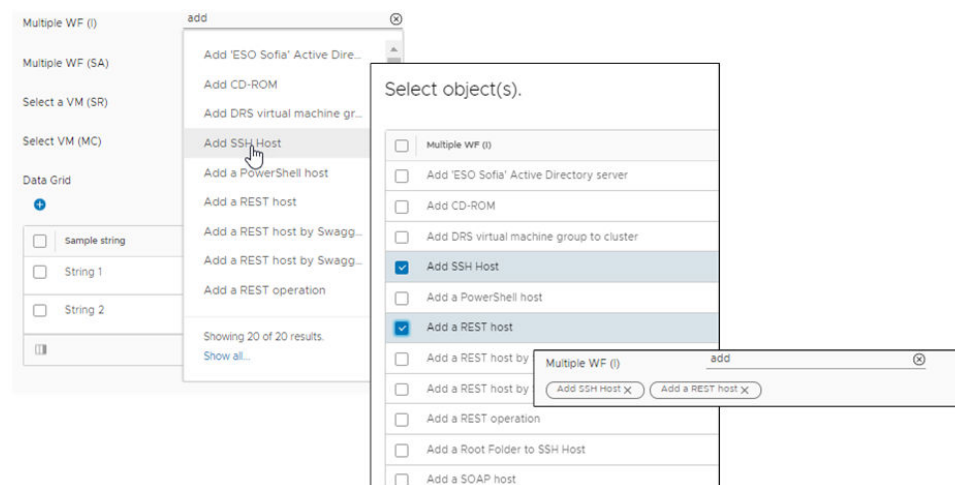 Multiple WF (I)
add
Multiple WF (SA)
Select a VM (SR)
Select VM (MC)
Data Grid
Sample string
String 1
String 2
Add 'ESO Sofia' Active Dire...
Add CD-ROM
Add DRS virtual machine gr...
Add SSH Host
Add a PowerShell host
Add a REST host
Add a REST host by Swagg...
Add a REST host by Swagg...
Add a REST operation
Showing 20 of 20 results.
Show all...
Select object(s).
Multiple WF (I)
Add 'ESO Sofia' Active Directory server
Add CD-ROM
Add DRS virtual machine group to cluster
Add SSH Host
Add a PowerShell host
Add a REST host
Add a REST host by
Add a REST host by
Add a REST operation
Add a Root Folder to SSH Host
Add a SOAP host
Multiple WF (I)
add
Add SSH Host
Add a REST host